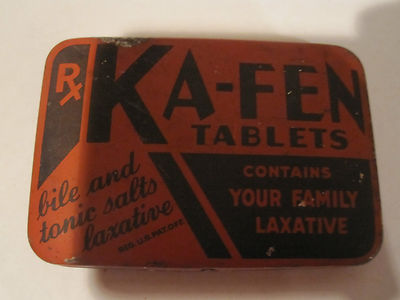 Rx
KA-FEN
TABLETS
bile and
tonic salts
laxative
REG. U.S. PAT. OFF.
CONTAINS
YOUR FAMILY
LAXATIVE